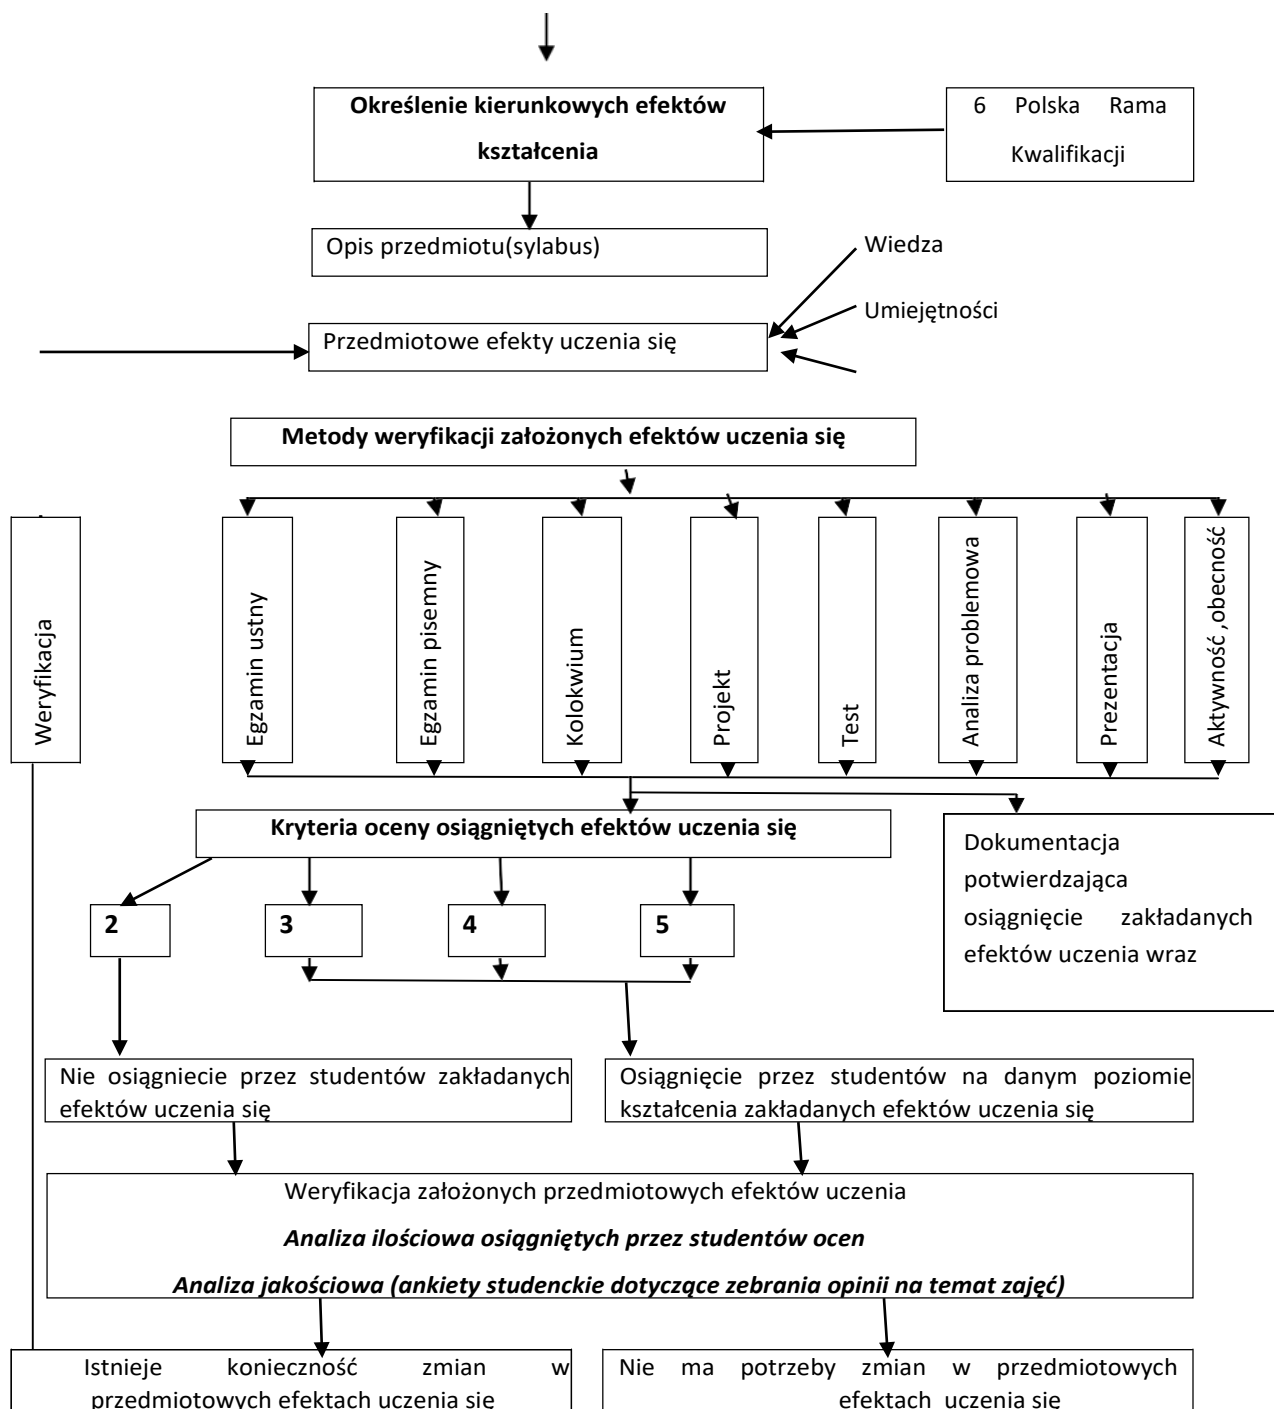 Określenie kierunkowych efektów
kształcenia
6 Polska Rama
Kwalifikacji
Opis przedmiotu(sylabus)
Wiedza
Umiejętności
Przedmiotowe efekty uczenia się
Metody weryfikacji założonych efektów uczenia się
Weryfikacja
Egzamin ustny
Egzamin pisemny
Kolokwium
Projekt
Test
Analiza problemowa
Prezentacja
Aktywność ,obecność
Kryteria oceny osiągniętych efektów uczenia się
Dokumentacja
potwierdzająca
osiągnięcie zakładanych
efektów uczenia wraz
2
3
4
5
Nie osiągniecie przez studentów zakładanych
efektów uczenia się
Osiągnięcie przez studentów na danym poziomie
kształcenia zakładanych efektów uczenia się
Weryfikacja założonych przedmiotowych efektów uczenia
Analiza ilościowa osiągniętych przez studentów ocen
Analiza jakościowa (ankiety studenckie dotyczące zebrania opinii na temat zajęć)
Istnieje konieczność zmian w
przedmiotowych efektach uczenia się
Nie ma potrzeby zmian w przedmiotowych
efektach uczenia się